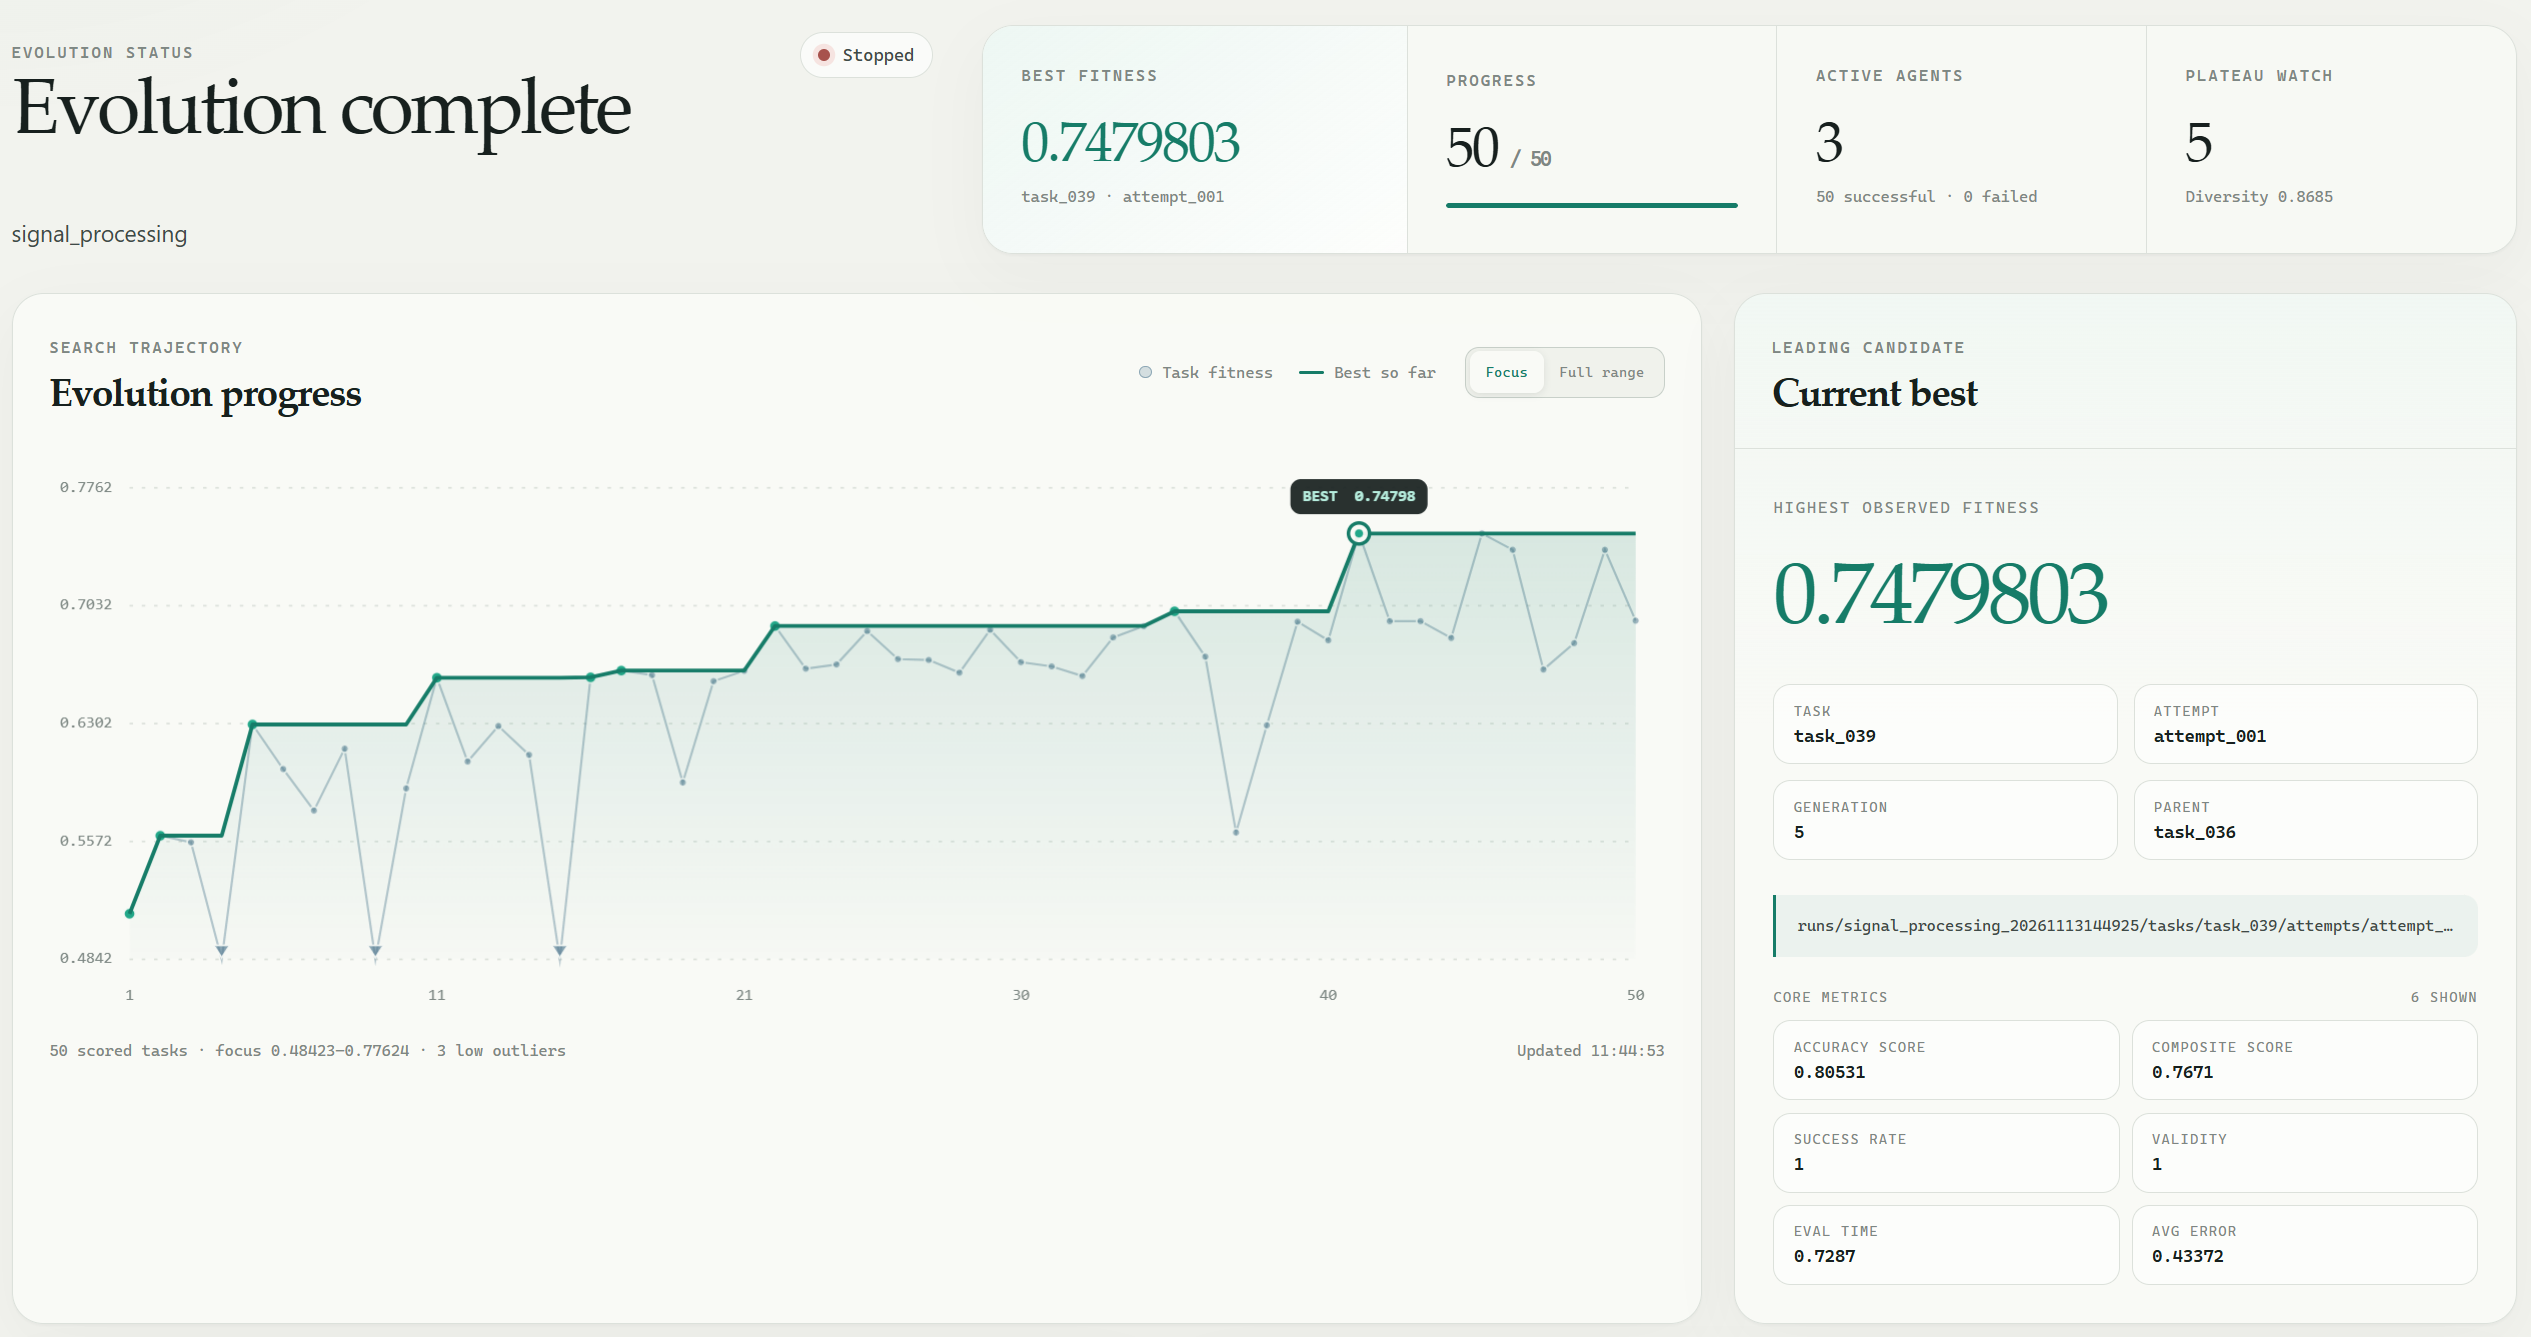 EVOLUTION STATUS
Evolution complete
Stopped
signal_processing
BEST FITNESS
0.7479803
task_039 · attempt_001
PROGRESS
50 / 50
ACTIVE AGENTS
3
50 successful · 0 failed
PLATEAU WATCH
5
Diversity 0.8685
SEARCH TRAJECTORY
Evolution progress
Task fitness
Best so far
Focus
Full range
0.7762
0.7032
0.6302
0.5572
0.4842
BEST 0.74798
1
11
21
30
40
50
50 scored tasks · focus 0.48423–0.77624 · 3 low outliers
Updated 11:44:53
LEADING CANDIDATE
Current best
HIGHEST OBSERVED FITNESS
0.7479803
TASK
task_039
ATTEMPT
attempt_001
GENERATION
5
PARENT
task_036
runs/signal_processing_20261113144925/tasks/task_039/attempts/attempt_…
CORE METRICS
6 SHOWN
ACCURACY SCORE
0.80531
COMPOSITE SCORE
0.7671
SUCCESS RATE
1
VALIDITY
1
EVAL TIME
0.7287
AVG ERROR
0.43372